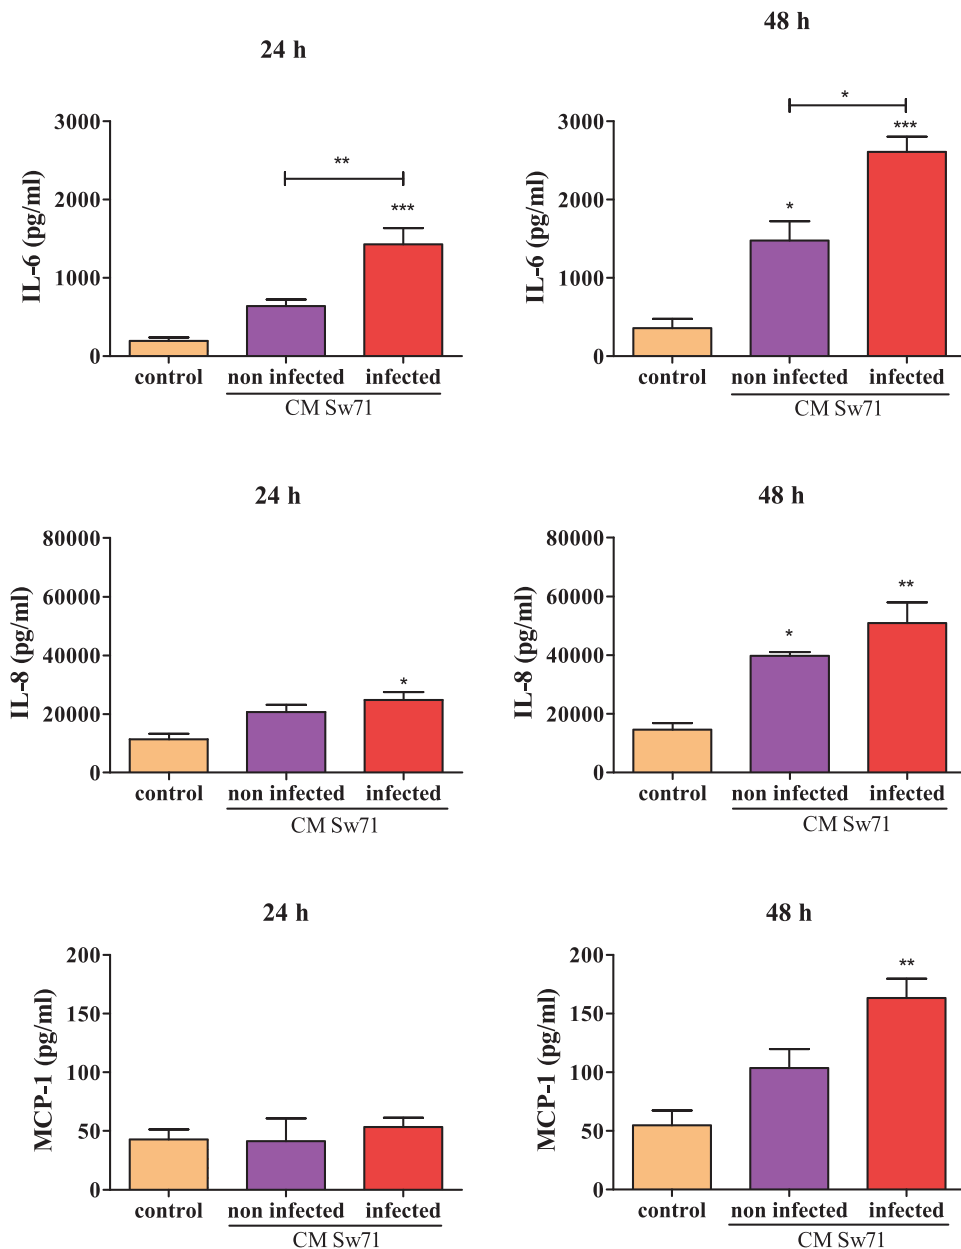 24 h
IL-6 (pg/ml)
3000
2000
1000
0
**
***
control
non infected
infected
CM Sw71
48 h
IL-6 (pg/ml)
3000
2000
1000
0
*
*
***
control
non infected
infected
CM Sw71
24 h
IL-8 (pg/ml)
80000
60000
40000
20000
0
*
control
non infected
infected
CM Sw71
48 h
IL-8 (pg/ml)
80000
60000
40000
20000
0
*
**
control
non infected
infected
CM Sw71
24 h
MCP-1 (pg/ml)
200
150
100
50
0
control
non infected
infected
CM Sw71
48 h
MCP-1 (pg/ml)
200
150
100
50
0
**
control
non infected
infected
CM Sw71